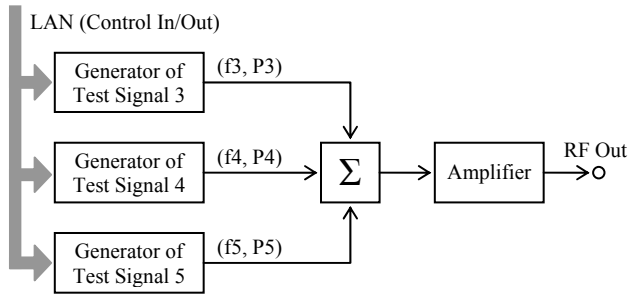 LAN (Control In/Out)
Generator of
Test Signal 3
(f3, P3)
Generator of
Test Signal 4
(f4, P4)
Σ
Amplifier
RF Out
Generator of
Test Signal 5
(f5, P5)